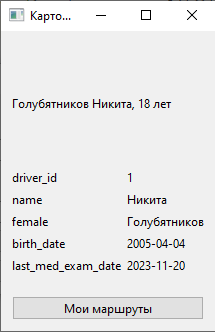 Карто...
Голубятников Никита, 18 лет
driver_id 1
name Никита
female Голубятников
birth_date 2005-04-04
last_med_exam_date 2023-11-20
Мои маршруты